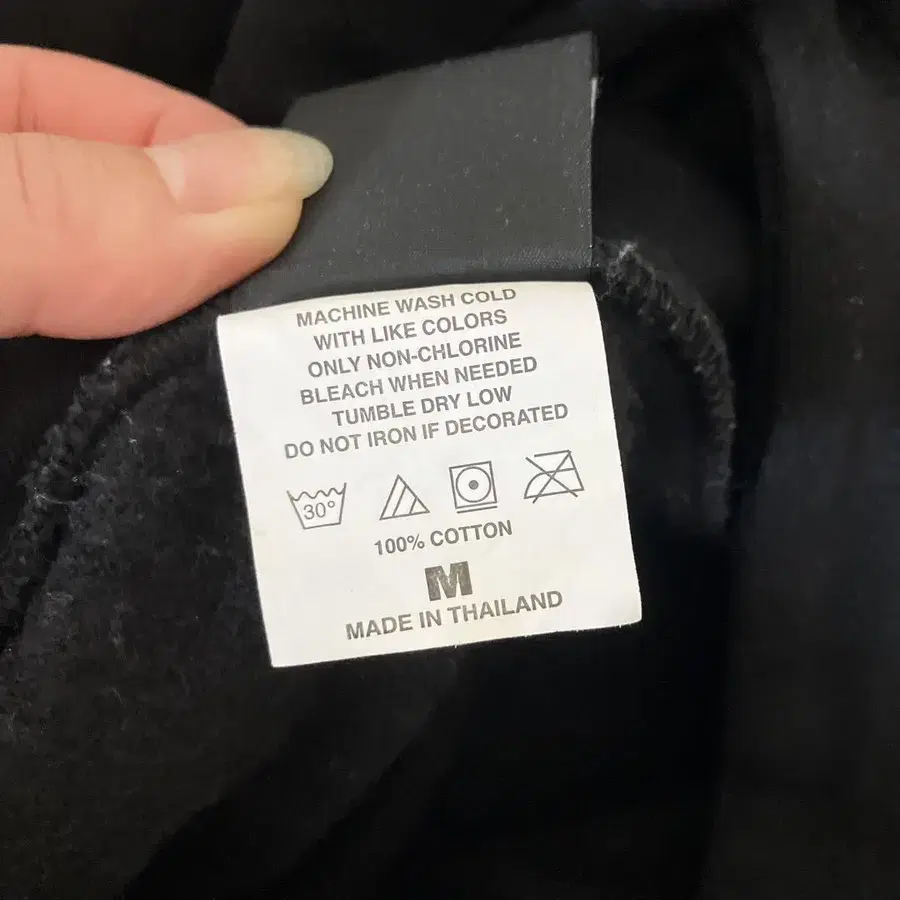 MACHINE WASH COLD
WITH LIKE COLORS
ONLY NON-CHLORINE
BLEACH WHEN NEEDED
TUMBLE DRY LOW
DO NOT IRON IF DECORATED
30°
100% COTTON
M
MADE IN THAILAND